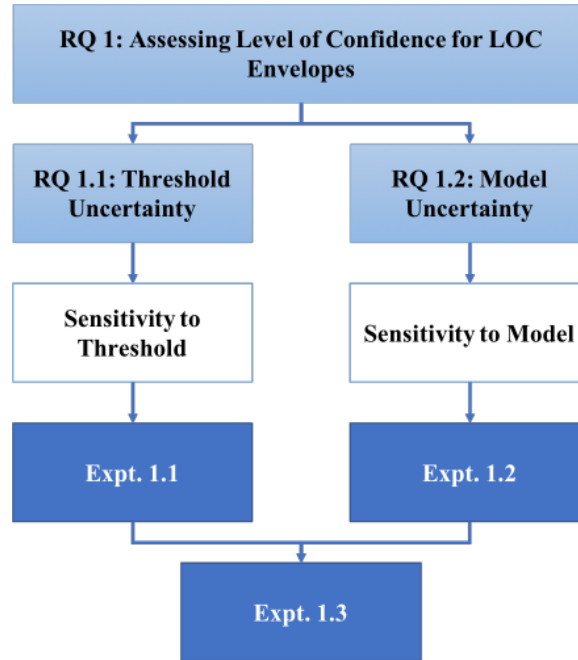 RQ 1: Assessing Level of Confidence for LOC
Envelopes
RQ 1.1: Threshold
Uncertainty
RQ 1.2: Model
Uncertainty
Sensitivity to
Threshold
Sensitivity to Model
Expt. 1.1
Expt. 1.2
Expt. 1.3